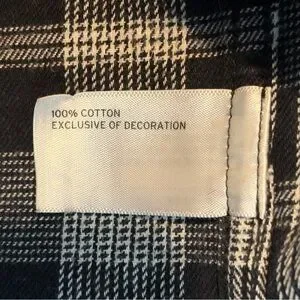 100% COTTON
EXCLUSIVE OF DECORATION